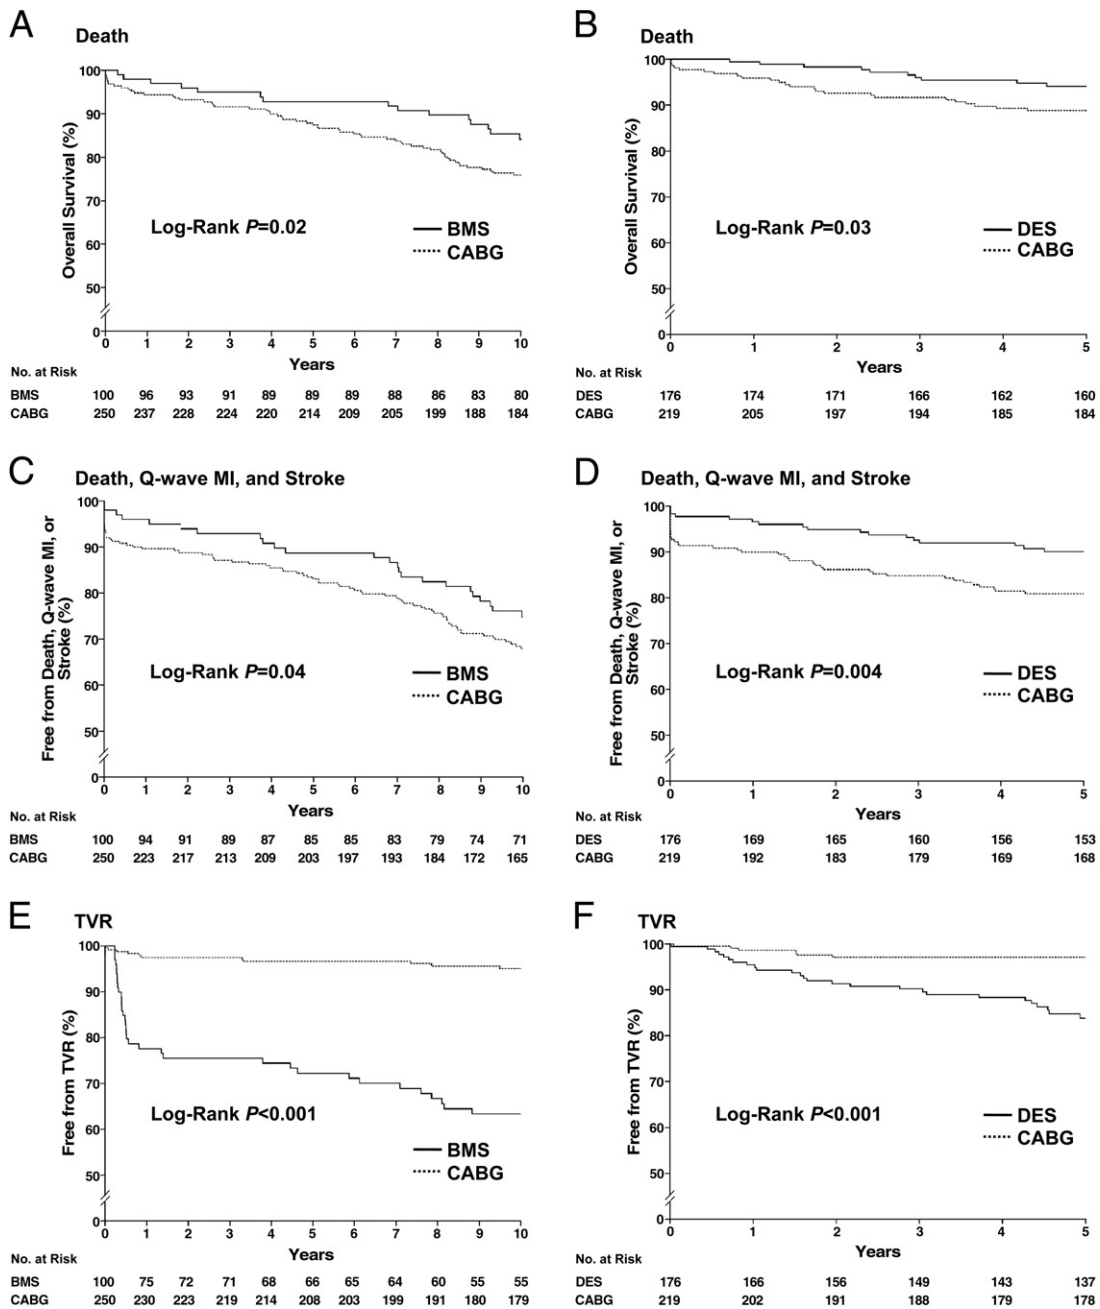 A
Death
Overall Survival (%)
100
90
80
70
60
50
0
Log-Rank P=0.02
BMS
CABG
0 1 2 3 4 5 6 7 8 9 10
Years
No. at Risk
BMS 100 96 93 91 89 89 89 88 86 83 80
CABG 250 237 228 224 220 214 209 205 199 188 184
B
Death
Overall Survival (%)
100
90
80
70
60
50
0
Log-Rank P=0.03
DES
CABG
0 1 2 3 4 5
Years
No. at Risk
DES 176 174 171 166 162 160
CABG 219 205 197 194 185 184
C
Death, Q-wave MI, and Stroke
Free from Death, Q-wave MI, or
Stroke (%)
100
90
80
70
60
50
0
Log-Rank P=0.04
BMS
CABG
0 1 2 3 4 5 6 7 8 9 10
Years
No. at Risk
BMS 100 94 91 89 87 85 85 83 79 74 71
CABG 250 223 217 213 209 203 197 193 184 172 165
D
Death, Q-wave MI, and Stroke
Free from Death, Q-wave MI, or
Stroke (%)
100
90
80
70
60
50
0
Log-Rank P=0.004
DES
CABG
0 1 2 3 4 5
Years
No. at Risk
DES 176 169 165 160 156 153
CABG 219 192 183 179 169 168
E
TVR
Free from TVR (%)
100
90
80
70
60
50
0
Log-Rank P<0.001
BMS
CABG
0 1 2 3 4 5 6 7 8 9 10
Years
No. at Risk
BMS 100 75 72 71 68 66 65 64 60 55 55
CABG 250 230 223 219 214 208 203 199 191 180 179
F
TVR
Free from TVR (%)
100
90
80
70
60
50
0
Log-Rank P<0.001
DES
CABG
0 1 2 3 4 5
Years
No. at Risk
DES 176 166 156 149 143 137
CABG 219 202 191 188 179 178